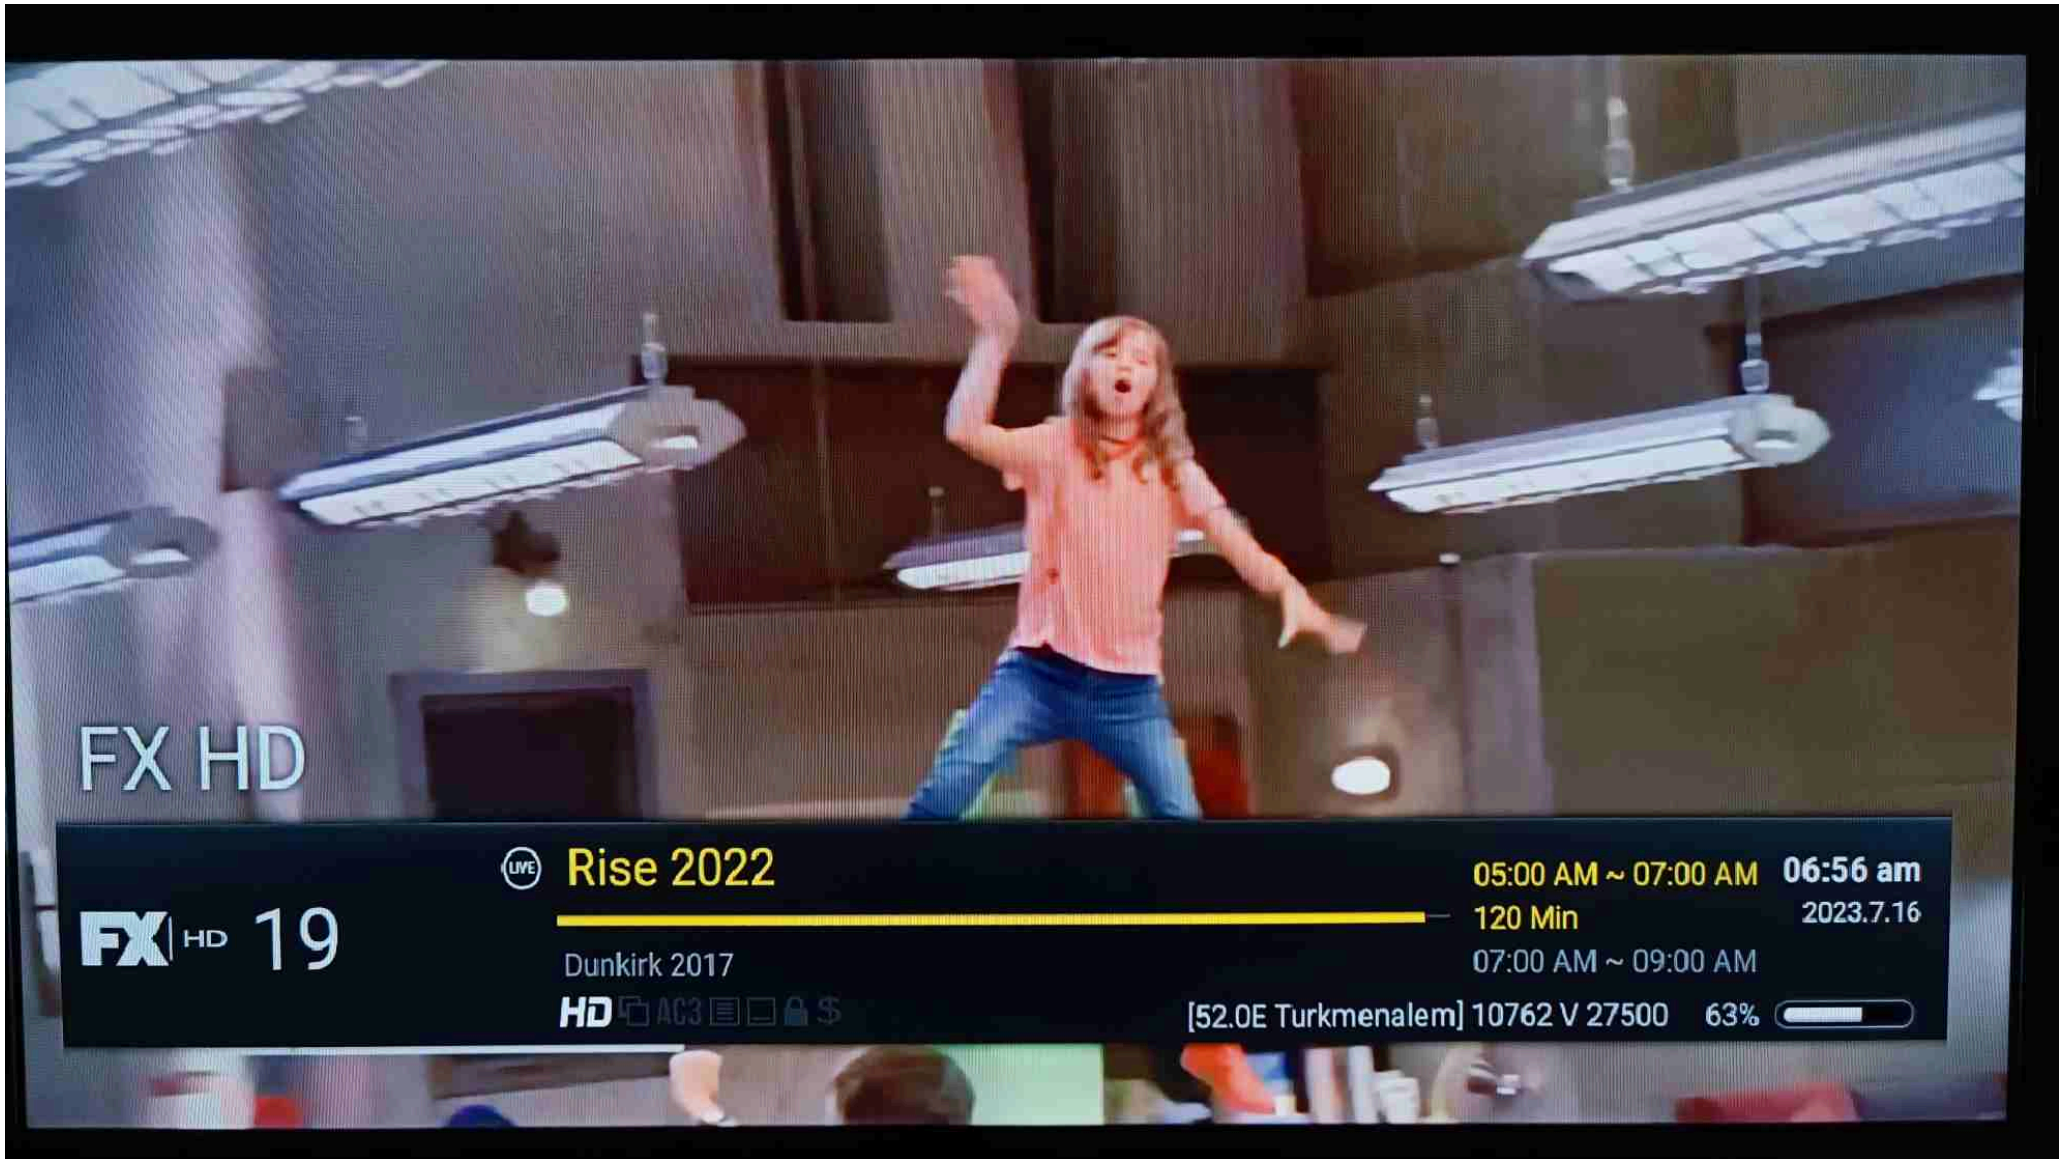 FX HD
LIVE Rise 2022 05:00 AM ~ 07:00 AM 06:56 am
120 Min 2023.7.16
FX HD 19
Dunkirk 2017 07:00 AM ~ 09:00 AM
HD AC3 $ [52.0E Turkmenalem] 10762 V 27500 63%